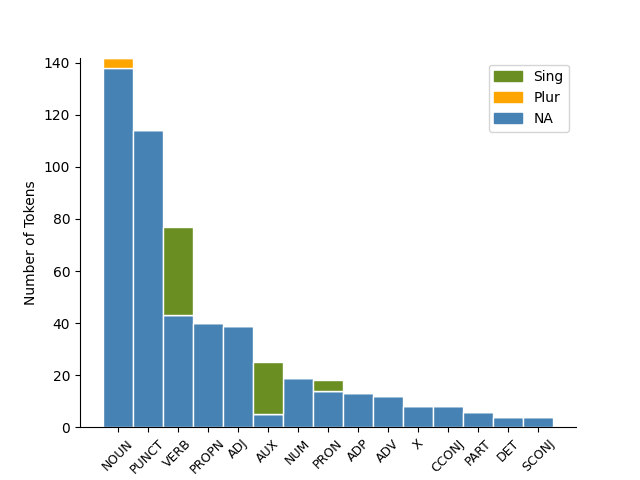 140
120
100
80
60
40
20
0
Number of Tokens
Sing
Plur
NA
NOUN
PUNCT
VERB
PROPN
ADJ
AUX
NUM
PRON
ADP
ADV
X
CCONJ
PART
DET
SCONJ